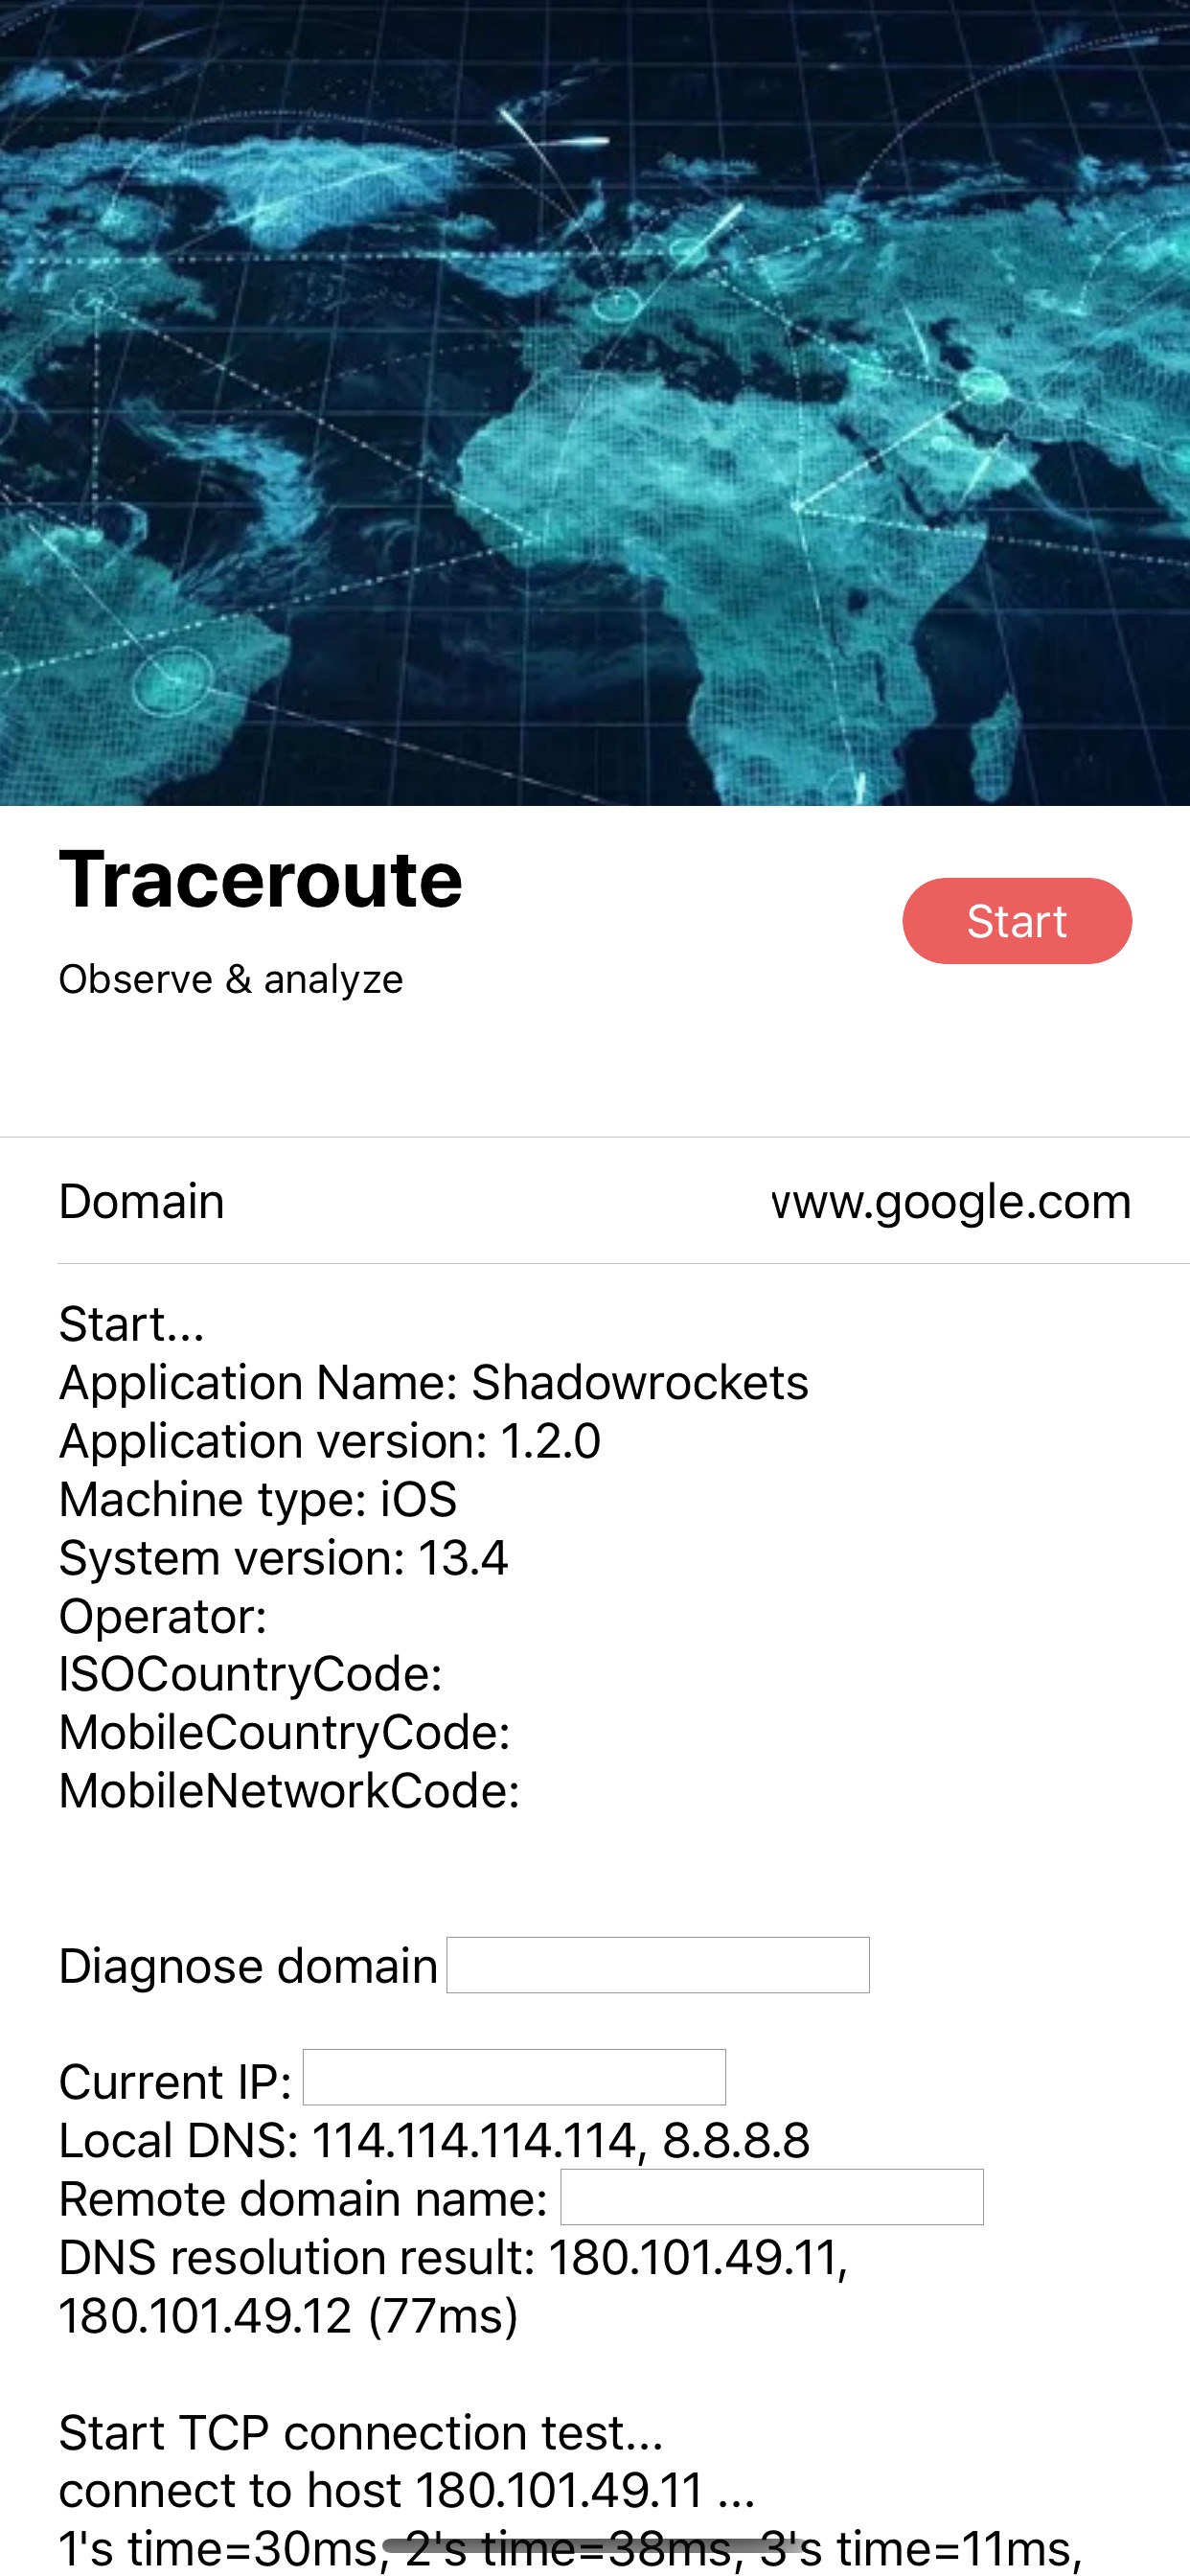 Traceroute
Start
Observe & analyze
Domain
www.google.com
Start...
Application Name: Shadowrockets
Application version: 1.2.0
Machine type: iOS
System version: 13.4
Operator:
ISOCountryCode:
MobileCountryCode:
MobileNetworkCode:
Diagnose domain
Current IP:
Local DNS: 114.114.114.114, 8.8.8.8
Remote domain name:
DNS resolution result: 180.101.49.11,
180.101.49.12 (77ms)
Start TCP connection test...
connect to host 180.101.49.11 ...
1's time=30ms, 2's time=38ms, 3's time=11ms,